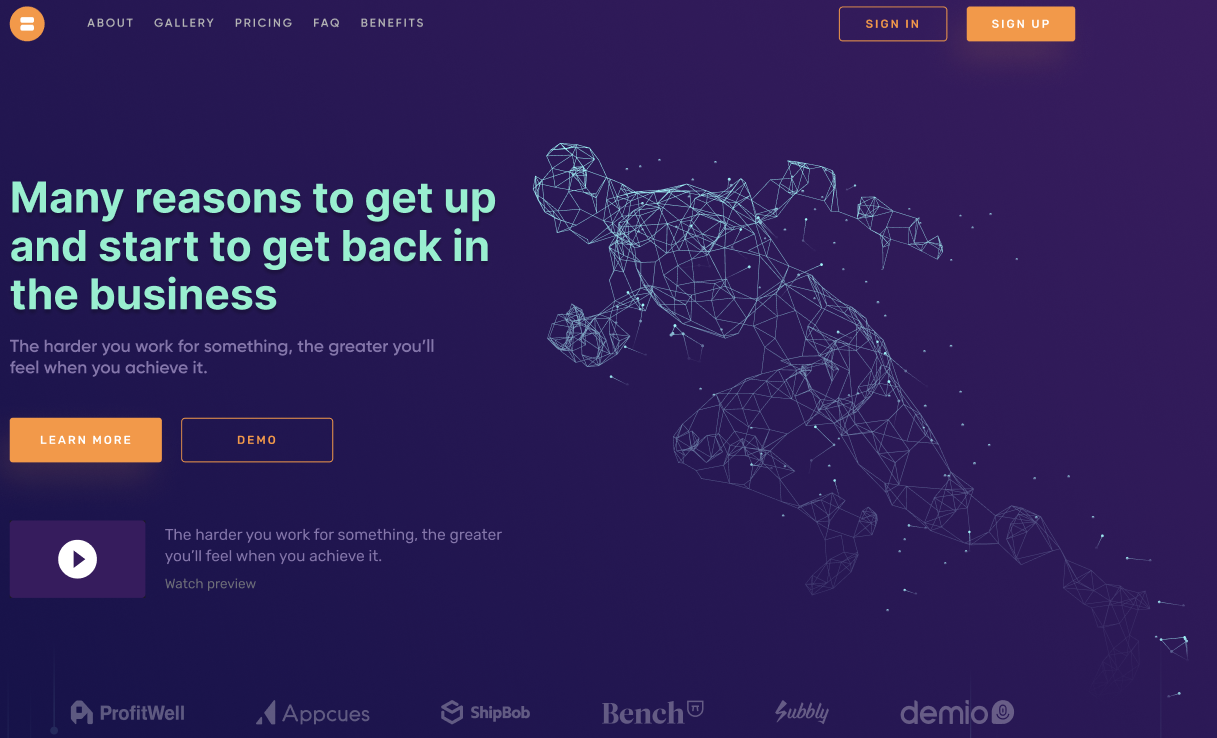 ABOUT GALLERY PRICING FAQ BENEFITS SIGN IN SIGN UP
Many reasons to get up
and start to get back in
the business
The harder you work for something, the greater you’ll
feel when you achieve it.
LEARN MORE DEMO
The harder you work for something, the greater
you’ll feel when you achieve it.
Watch preview
ProfitWell Appcues ShipBob Bench Subbly demio